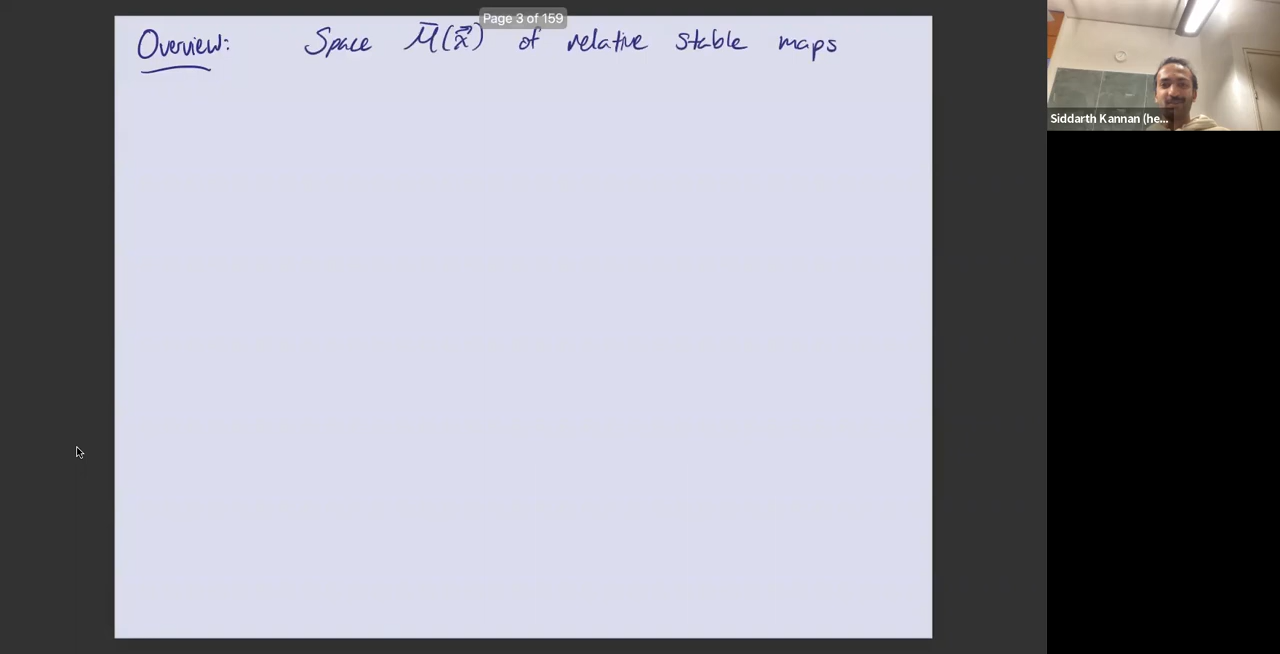 Page 3 of 159
Overview: Space M̄(x⃗) of relative stable maps
Siddarth Kannan (he...